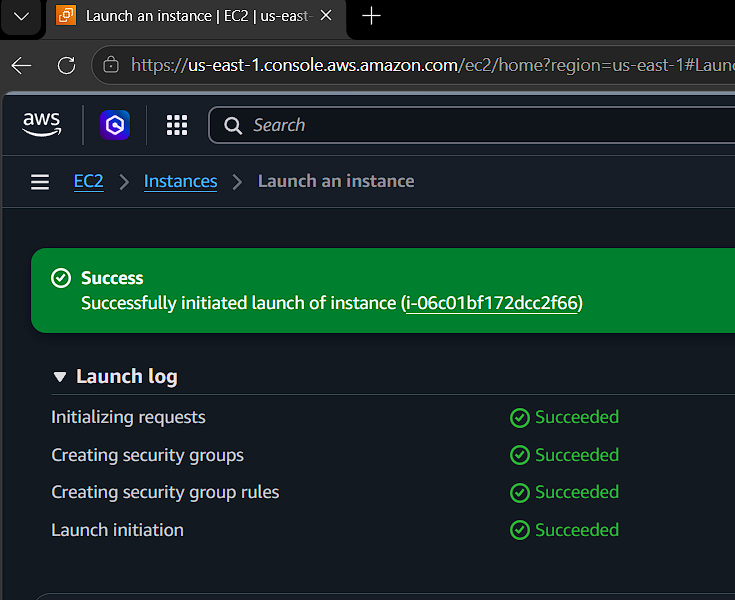 Launch an instance | EC2 | us-east-
https://us-east-1.console.aws.amazon.com/ec2/home?region=us-east-1#Laun
aws
Search
EC2 > Instances > Launch an instance
Success
Successfully initiated launch of instance (i-06c01bf172dcc2f66)
Launch log
Initializing requests Succeeded
Creating security groups Succeeded
Creating security group rules Succeeded
Launch initiation Succeeded